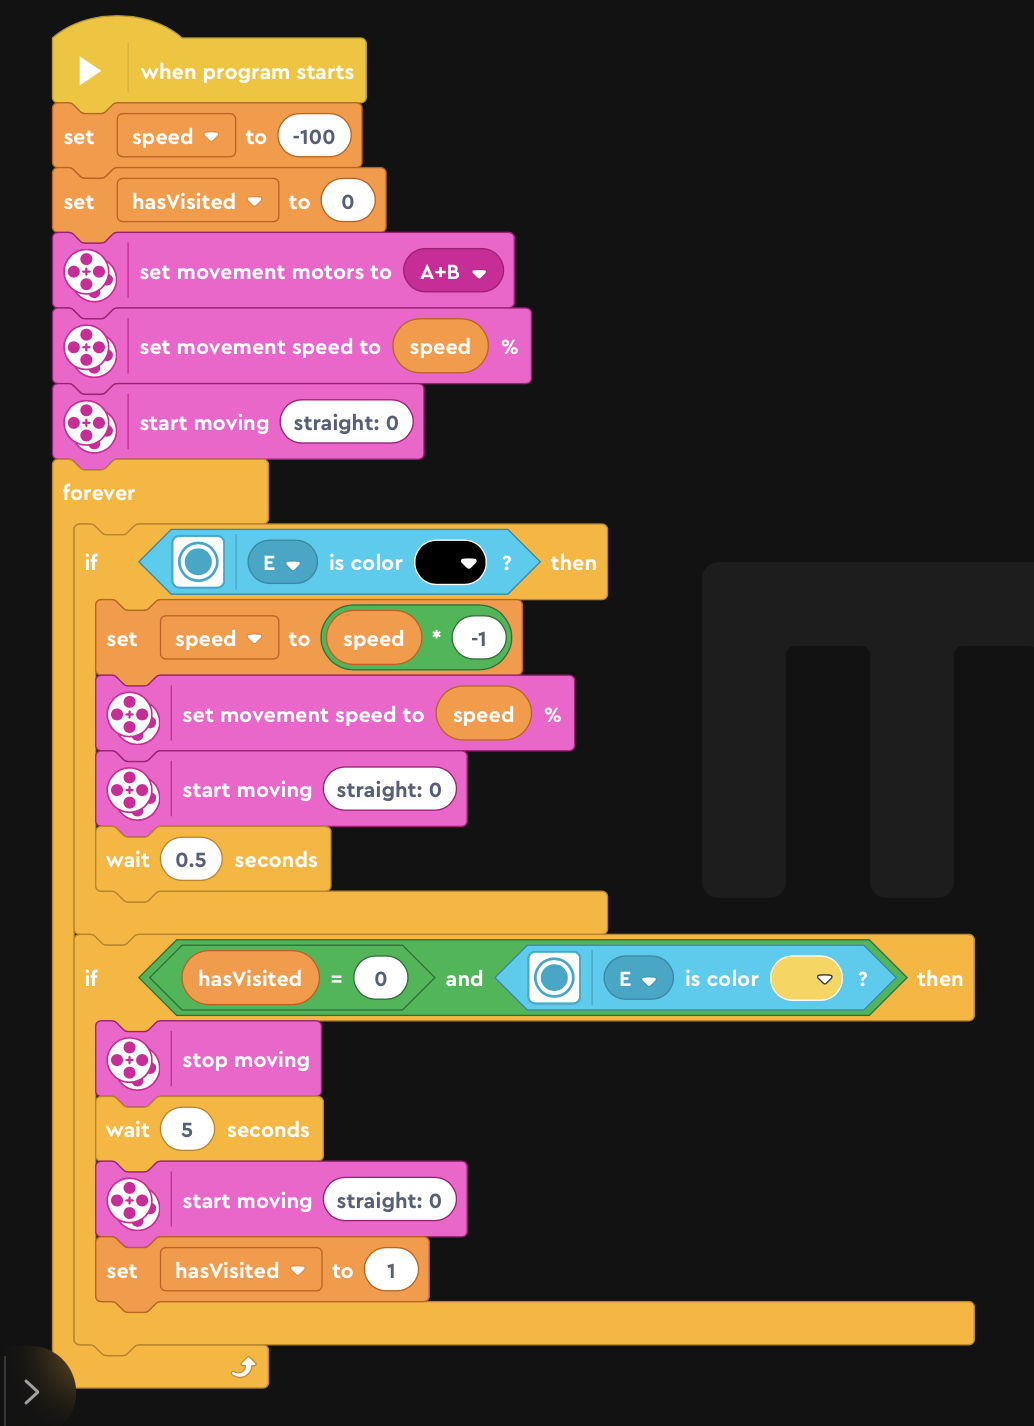 when program starts
set speed to -100
set hasVisited to 0
set movement motors to A+B
set movement speed to speed %
start moving straight: 0
forever
if E is color ? then
set speed to speed * -1
set movement speed to speed %
start moving straight: 0
wait 0.5 seconds
if hasVisited = 0 and E is color ? then
stop moving
wait 5 seconds
start moving straight: 0
set hasVisited to 1